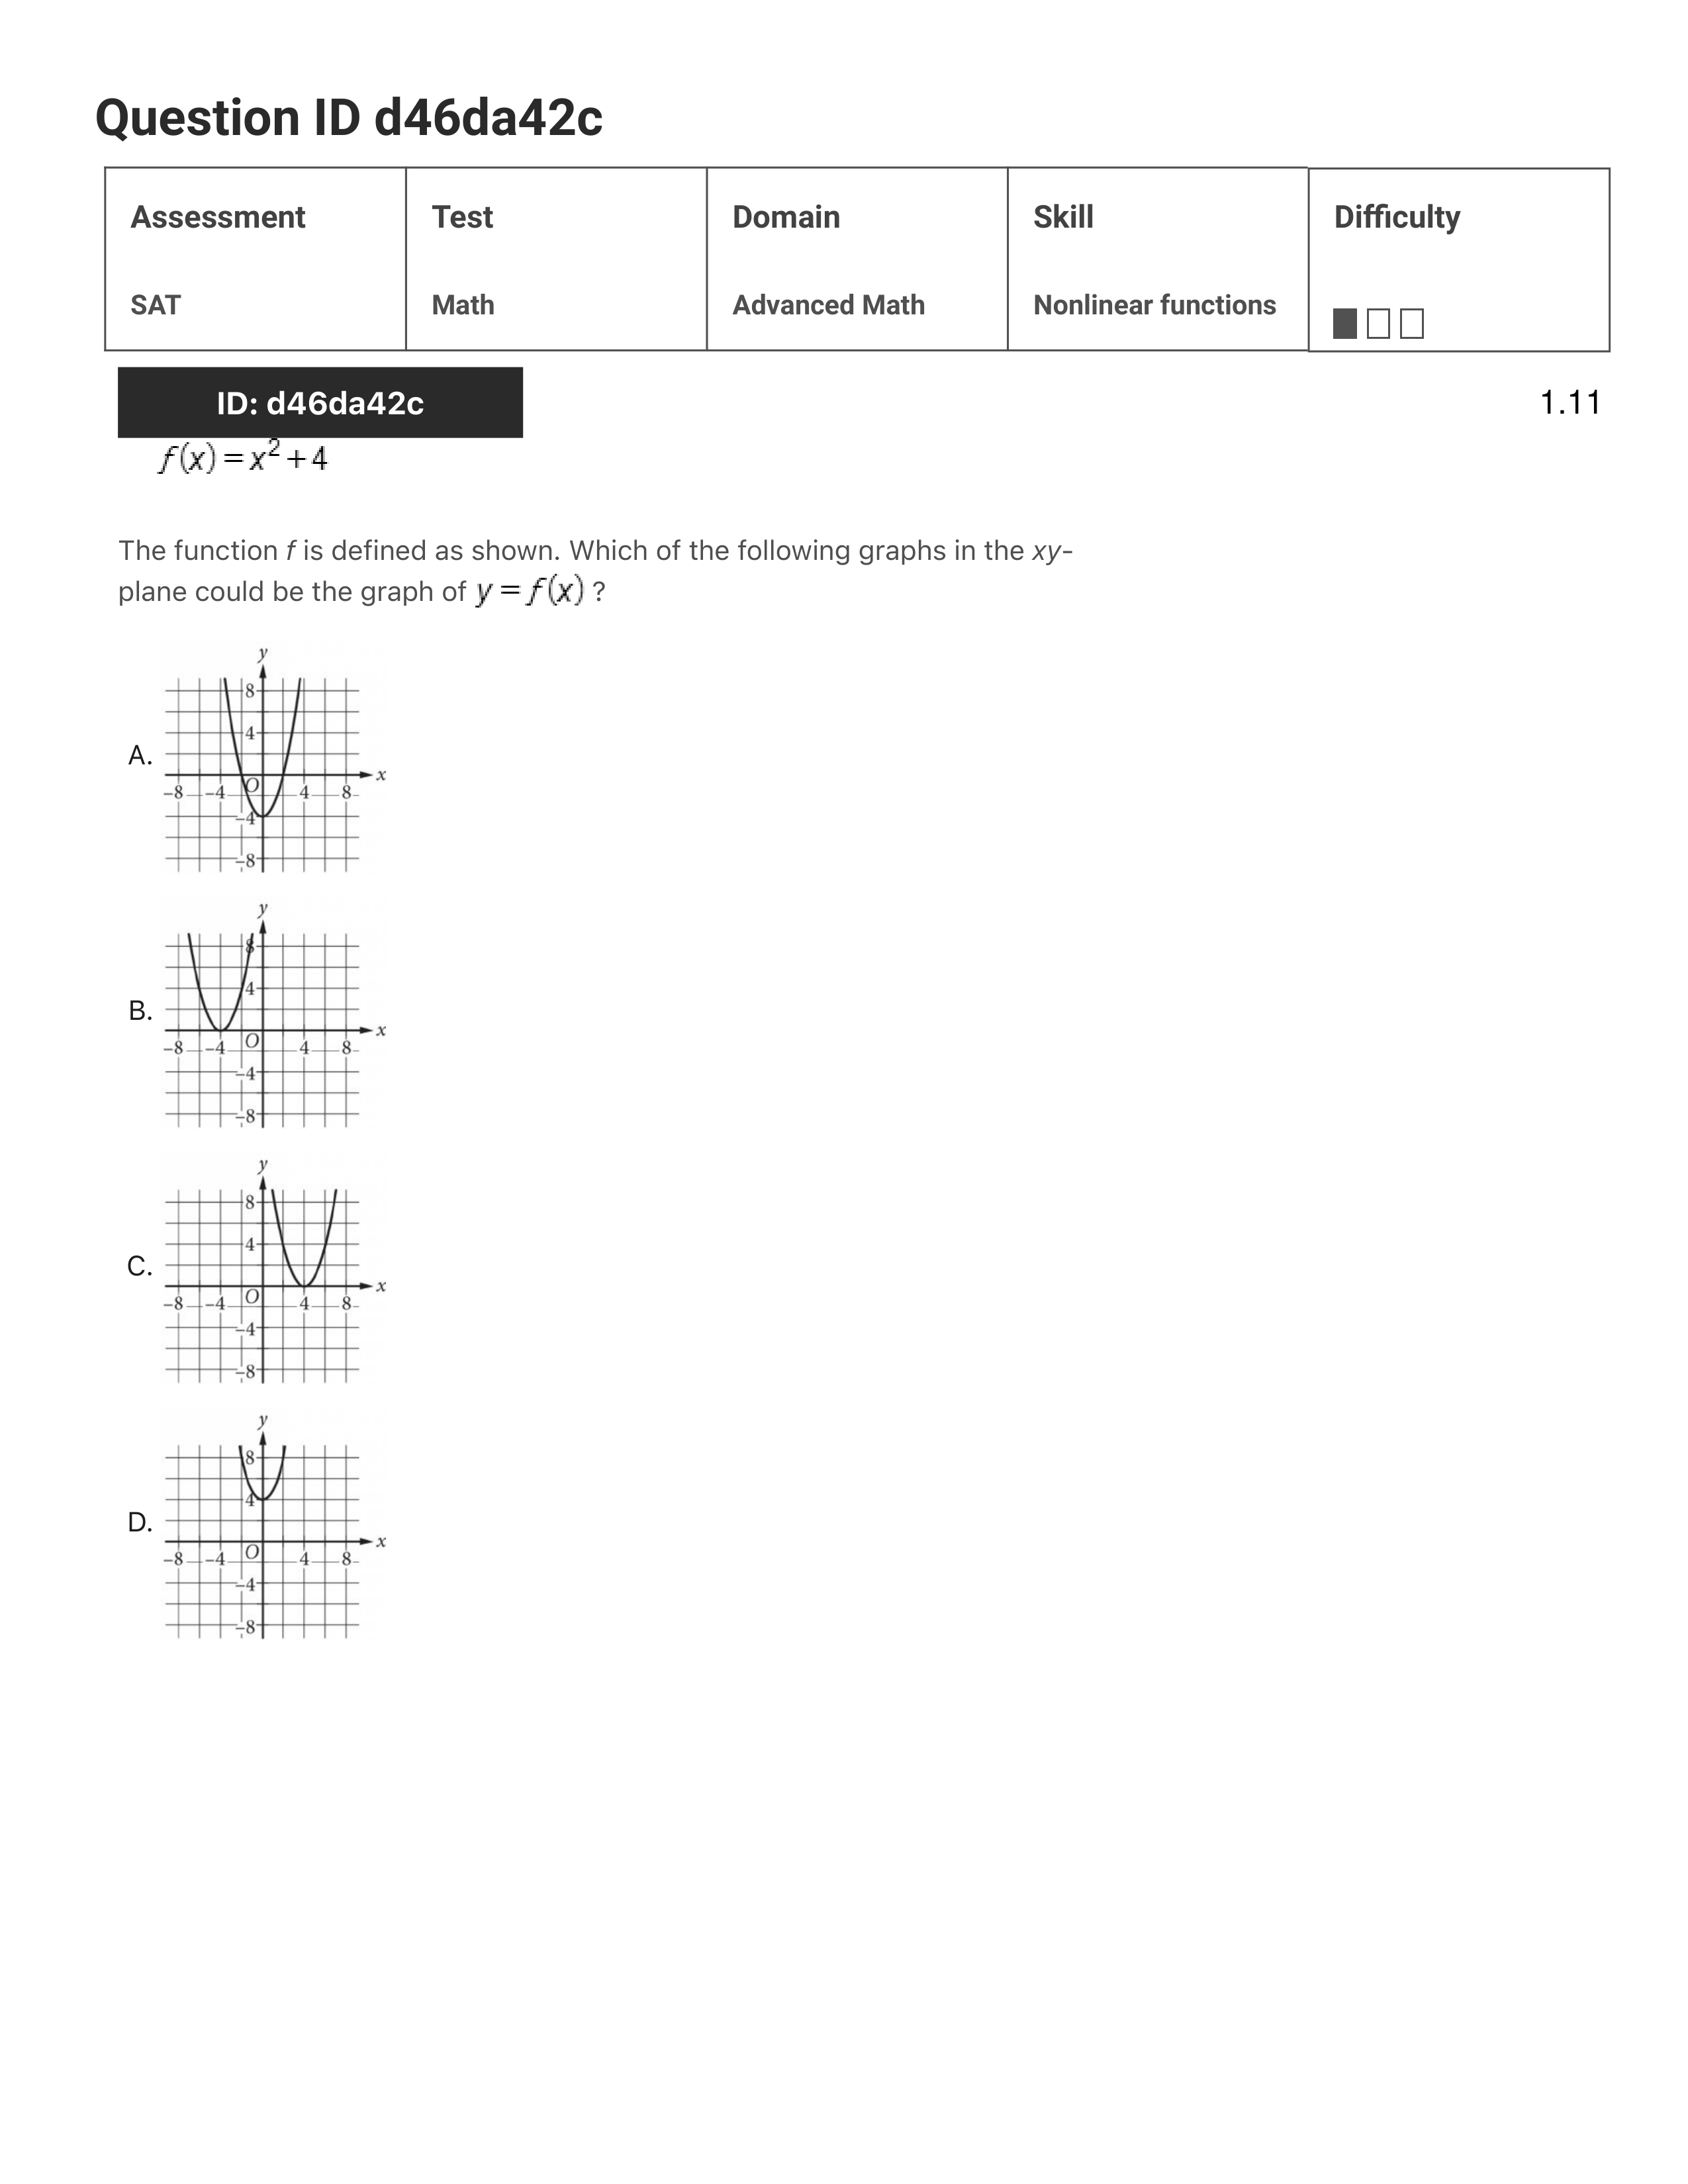 Question ID d46da42c
Assessment Test Domain Skill Difficulty
SAT Math Advanced Math Nonlinear functions
ID: d46da42c 1.11
f(x)=x²+4
The function f is defined as shown. Which of the following graphs in the xy-
plane could be the graph of y=f(x) ?
y
8
4
A.
x
-8 -4 O 4 8
-4
-8
y
8
4
B.
x
-8 -4 O 4 8
-4
-8
y
8
4
C.
x
-8 -4 O 4 8
-4
-8
y
8
4
D.
x
-8 -4 O 4 8
-4
-8